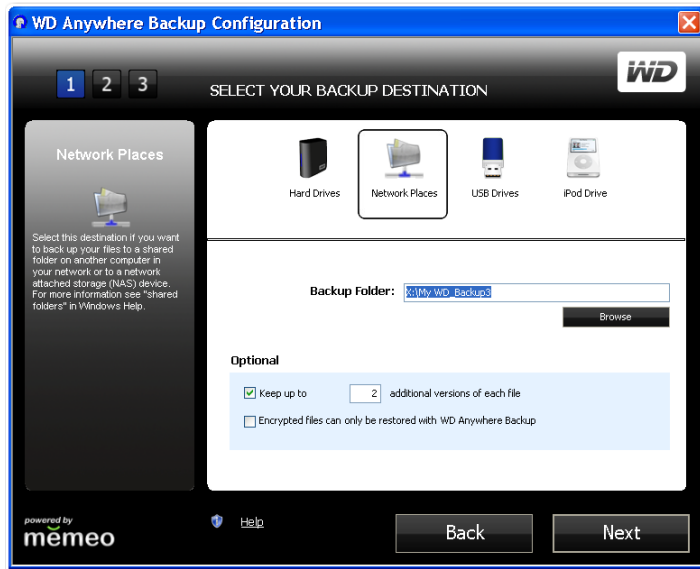 WD Anywhere Backup Configuration
1 2 3
SELECT YOUR BACKUP DESTINATION
WD
Network Places
Select this destination if you want
to back up your files to a shared
folder on another computer in
your network or to a network
attached storage (NAS) device.
For more information see "shared
folders" in Windows Help.
Hard Drives
Network Places
USB Drives
iPod Drive
Backup Folder: X:\My WD_Backup3
Browse
Optional
Keep up to 2 additional versions of each file
Encrypted files can only be restored with WD Anywhere Backup
powered by
memeo
Help
Back
Next